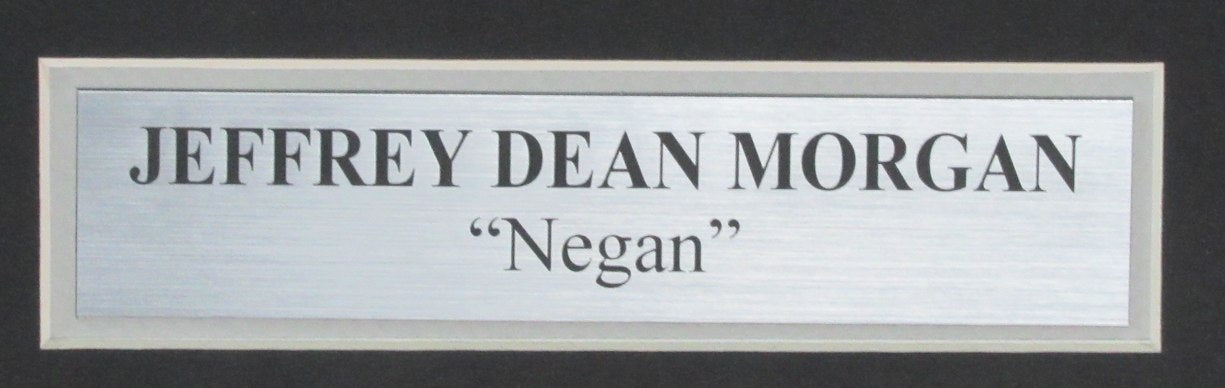 JEFFREY DEAN MORGAN
“Negan”